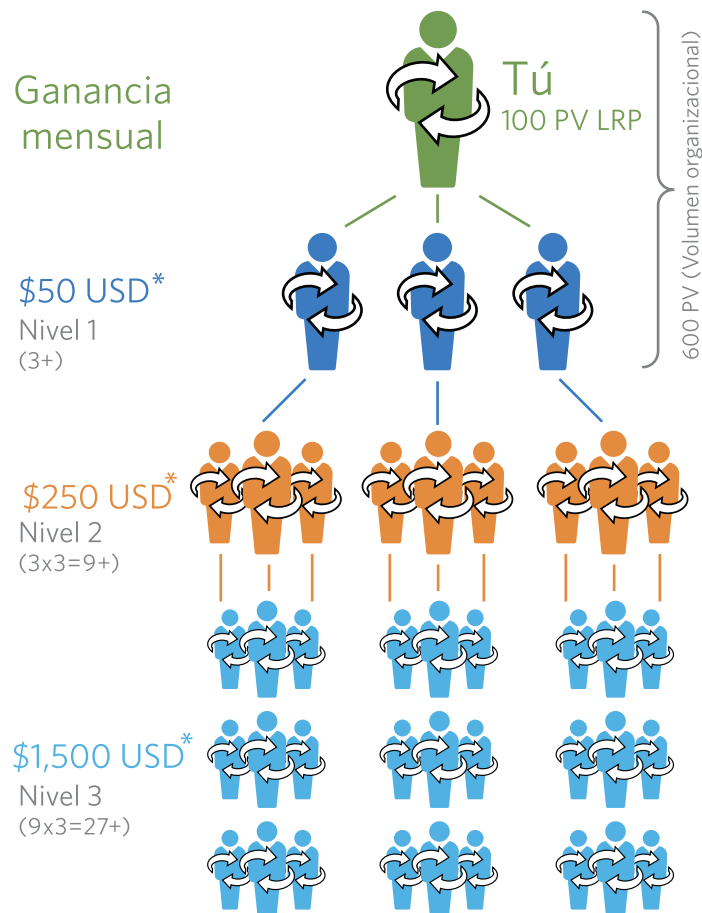 Ganancia
mensual
Tú
100 PV LRP
600 PV (Volumen organizacional)
$50 USD*
Nivel 1
(3+)
$250 USD*
Nivel 2
(3x3=9+)
$1,500 USD*
Nivel 3
(9x3=27+)